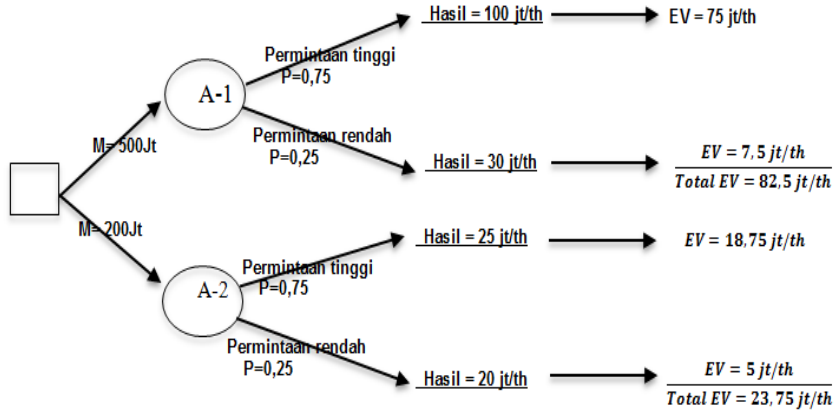 Hasil = 100 jt/th
EV = 75 jt/th
Permintaan tinggi
P=0,75
A-1
M= 500Jt
Permintaan rendah
P=0,25
Hasil = 30 jt/th
EV = 7,5 jt/th
Total EV = 82,5 jt/th
M= 200Jt
Hasil = 25 jt/th
EV = 18,75 jt/th
Permintaan tinggi
P=0,75
A-2
Permintaan rendah
P=0,25
Hasil = 20 jt/th
EV = 5 jt/th
Total EV = 23,75 jt/th